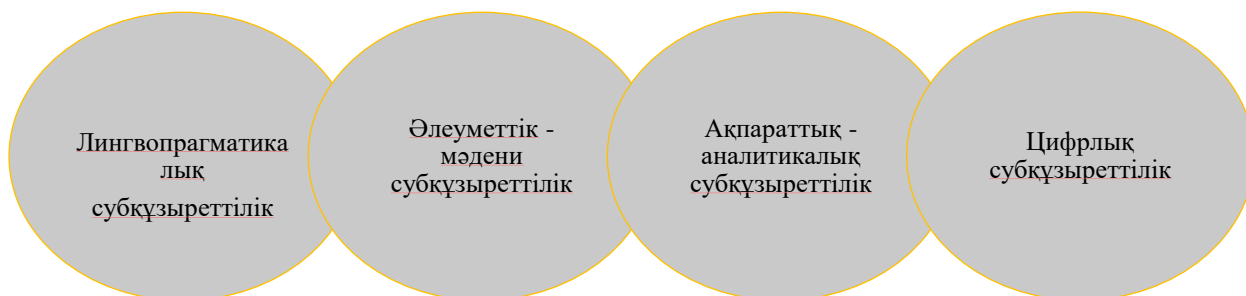 Лингвопрагматика
лық
субқұзыреттілік
Әлеуметтік -
мәдени
субқұзыреттілік
Ақпараттық -
аналитикалық
субқұзыреттілік
Цифрлық
субқұзыреттілік